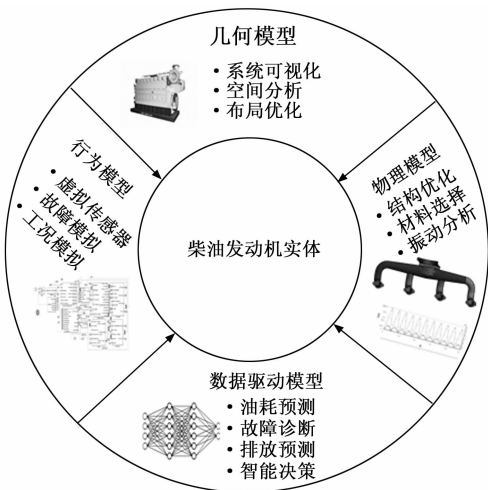 几何模型
• 系统可视化
• 空间分析
• 布局优化
行为模型
• 虚拟传感器
• 故障模拟
• 工况模拟
物理模型
• 结构优化
• 材料选择
• 振动分析
柴油发动机实体
数据驱动模型
• 油耗预测
• 故障诊断
• 排放预测
• 智能决策